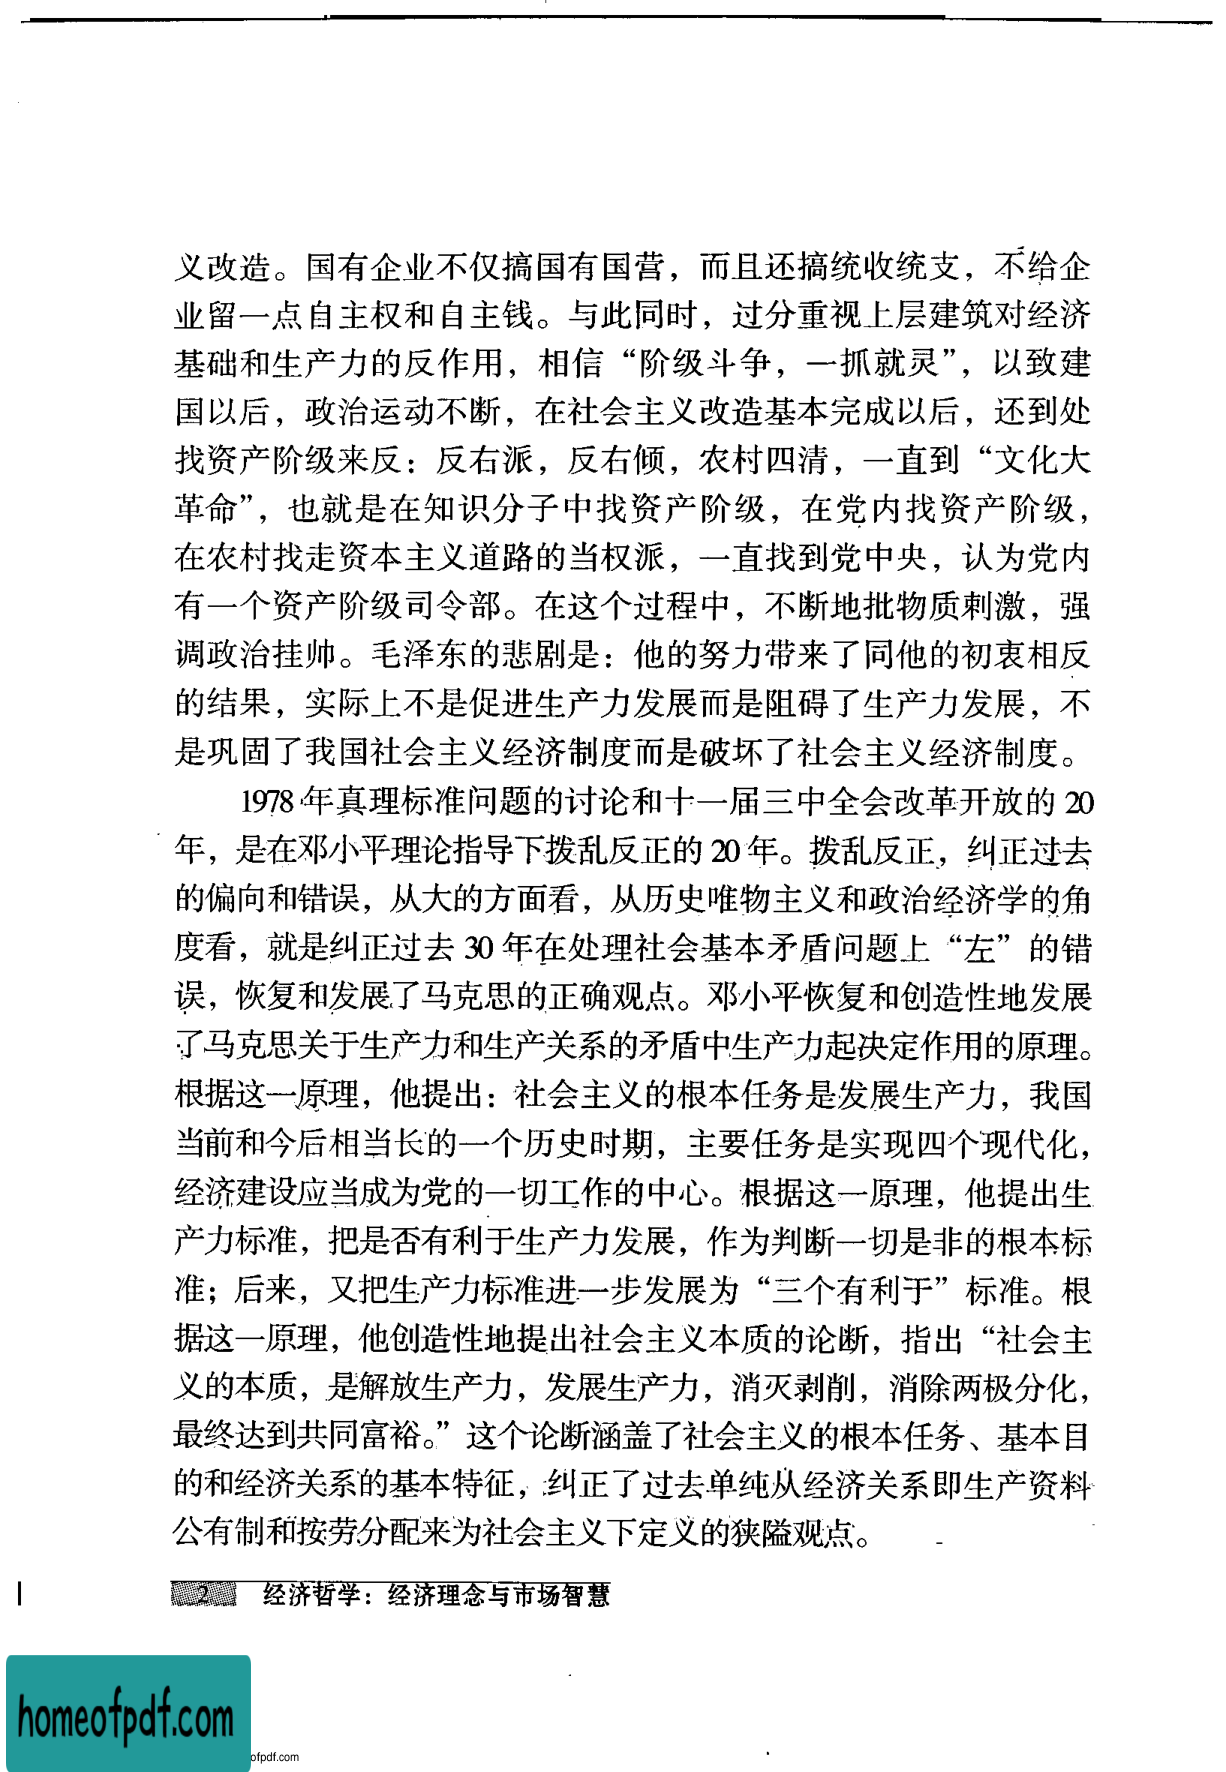 义改造。国有企业不仅搞国有国营，而且还搞统收统支，不给企
业留一点自主权和自主钱。与此同时，过分重视上层建筑对经济
基础和生产力的反作用，相信“阶级斗争，一抓就灵”，以致建
国以后，政治运动不断，在社会主义改造基本完成以后，还到处
找资产阶级来反：反右派，反右倾，农村四清，一直到“文化大
革命”，也就是在知识分子中找资产阶级，在党内找资产阶级，
在农村找走资本主义道路的当权派，一直找到党中央，认为党内
有一个资产阶级司令部。在这个过程中，不断地批物质刺激，强
调政治挂帅。毛泽东的悲剧是：他的努力带来了同他的初衷相反
的结果，实际上不是促进生产力发展而是阻碍了生产力发展，不
是巩固了我国社会主义经济制度而是破坏了社会主义经济制度。
1978年真理标准问题的讨论和十一届三中全会改革开放的20
年，是在邓小平理论指导下拨乱反正的20年。拨乱反正，纠正过去
的偏向和错误，从大的方面看，从历史唯物主义和政治经济学的角
度看，就是纠正过去30年在处理社会基本矛盾问题上“左”的错
误，恢复和发展了马克思的正确观点。邓小平恢复和创造性地发展
了马克思关于生产力和生产关系的矛盾中生产力起决定作用的原理。
根据这一原理，他提出：社会主义的根本任务是发展生产力，我国
当前和今后相当长的一个历史时期，主要任务是实现四个现代化，
经济建设应当成为党的一切工作的中心。根据这一原理，他提出生
产力标准，把是否有利于生产力发展，作为判断一切是非的根本标
准；后来，又把生产力标准进一步发展为“三个有利于”标准。根
据这一原理，他创造性地提出社会主义本质的论断，指出“社会主
义的本质，是解放生产力，发展生产力，消灭剥削，消除两极分化，
最终达到共同富裕。”这个论断涵盖了社会主义的根本任务、基本目
的和经济关系的基本特征，纠正了过去单纯从经济关系即生产资料
公有制和按劳分配来为社会主义下定义的狭隘观点。
2 经济哲学：经济理念与市场智慧
homeofpdf.com
ofpdf.com